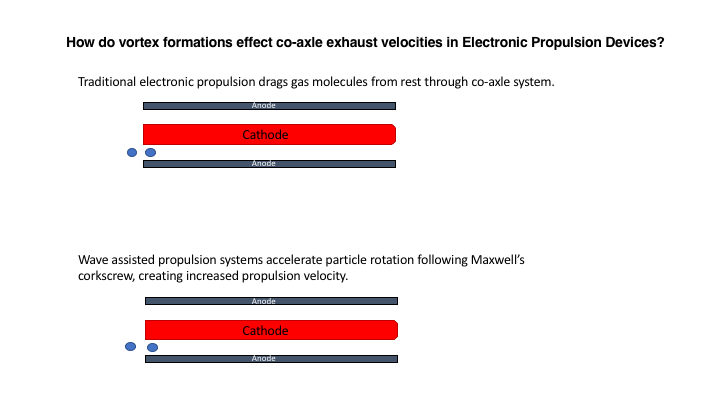 How do vortex formations effect co-axle exhaust velocities in Electronic Propulsion Devices?
Traditional electronic propulsion drags gas molecules from rest through co-axle system.
Anode
Cathode
Anode
Wave assisted propulsion systems accelerate particle rotation following Maxwell's
corkscrew, creating increased propulsion velocity.
Anode
Cathode
Anode